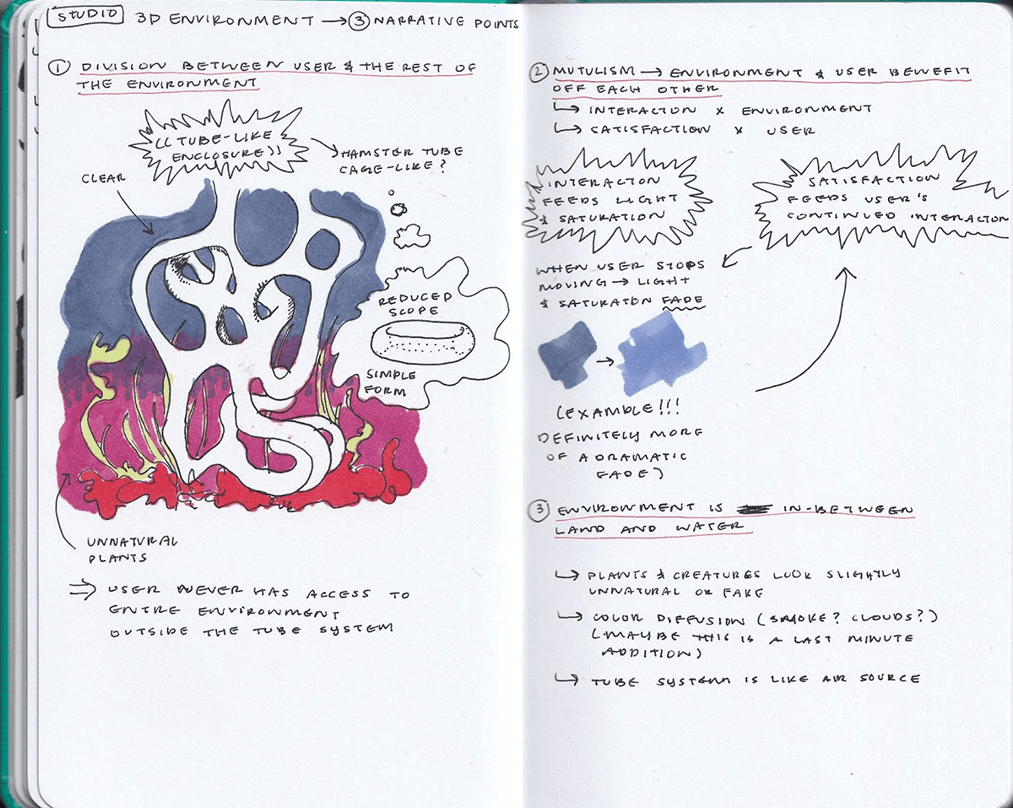 STUDIO 3D ENVIRONMENT → ③ NARRATIVE POINTS
① DIVISION BETWEEN USER & THE REST OF
THE ENVIRONMENT
((TUBE-LIKE
ENCLOSURE))
HAMSTER TUBE
CAGE-LIKE?
CLEAR
REDUCED
SCOPE
SIMPLE
FORM
UNNATURAL
PLANTS
⇒ USER NEVER HAS ACCESS TO
ENTIRE ENVIRONMENT
OUTSIDE THE TUBE SYSTEM
② MUTULISM → ENVIRONMENT & USER BENEFIT
OFF EACH OTHER
↳ INTERACTION x ENVIRONMENT
↳ SATISFACTION x USER
INTERACTON
FEEDS LIGHT
& SATURATION
SATISFACTION
FEEDS USER'S
CONTINUED INTERACTON
WHEN USER STOPS
MOVING → LIGHT
& SATURATON FADE
(EXAMPLE!!!
DEFINITELY MORE
OF A DRAMATIC
FADE)
③ ENVIRONMENT IS IN-BETWEEN
LAND AND WATER
↳ PLANTS & CREATURES LOOK SLIGHTLY
UNNATURAL OR FAKE
↳ COLOR DIFFUSION (SMOKE? CLOUDS?)
(MAYBE THIS IS A LAST MINUTE
ADDITION)
↳ TUBE SYSTEM IS LIKE AIR SOURCE